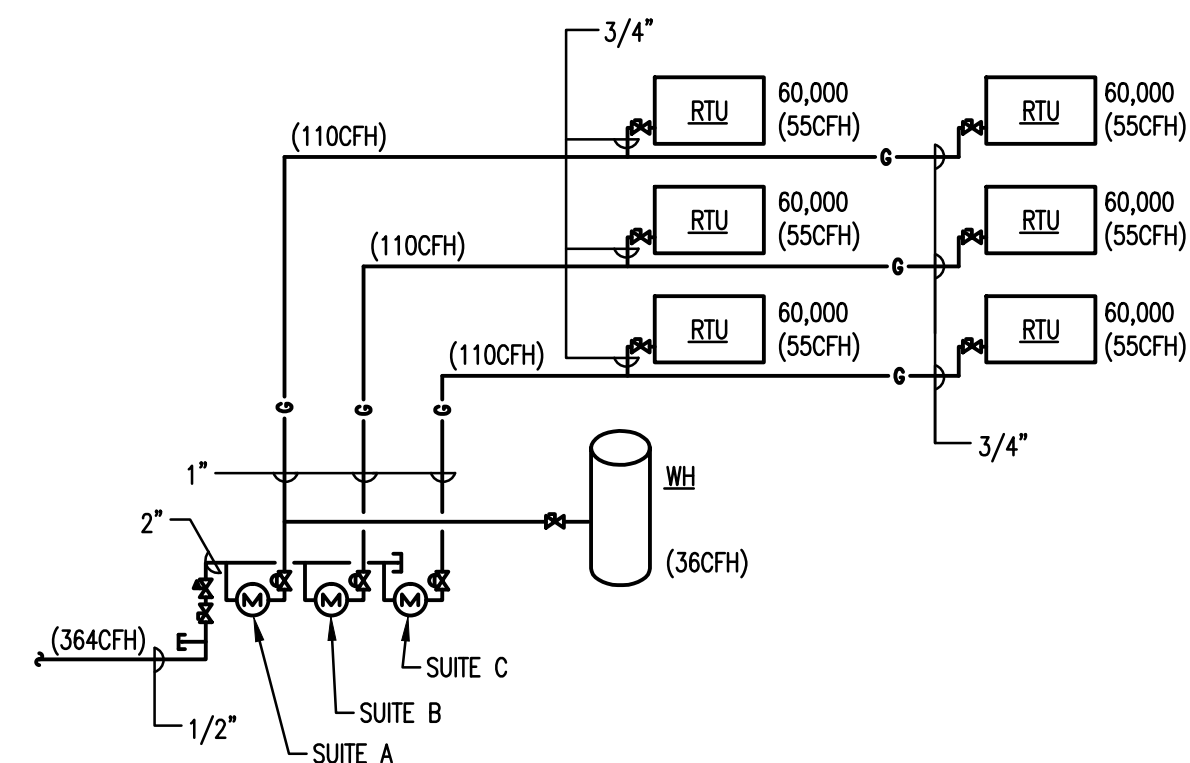 3/4"
RTU
60,000
(55CFH)
RTU
60,000
(55CFH)
(110CFH)
G
RTU
60,000
(55CFH)
RTU
60,000
(55CFH)
(110CFH)
G
RTU
60,000
(55CFH)
RTU
60,000
(55CFH)
(110CFH)
G
G
G
G
3/4"
1"
WH
2"
(36CFH)
M
M
M
(364CFH)
SUITE C
SUITE B
1/2"
SUITE A